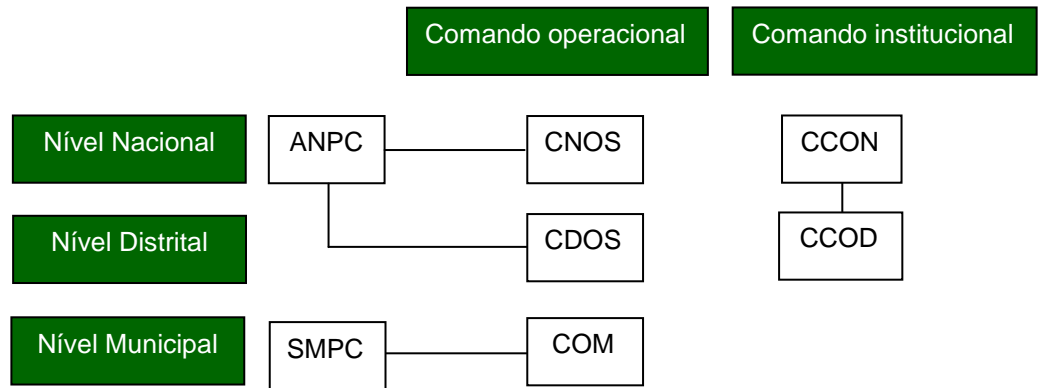 Comando operacional
Comando institucional
Nível Nacional
ANPC
CNOS
CCON
Nível Distrital
CDOS
CCOD
Nível Municipal
SMPC
COM